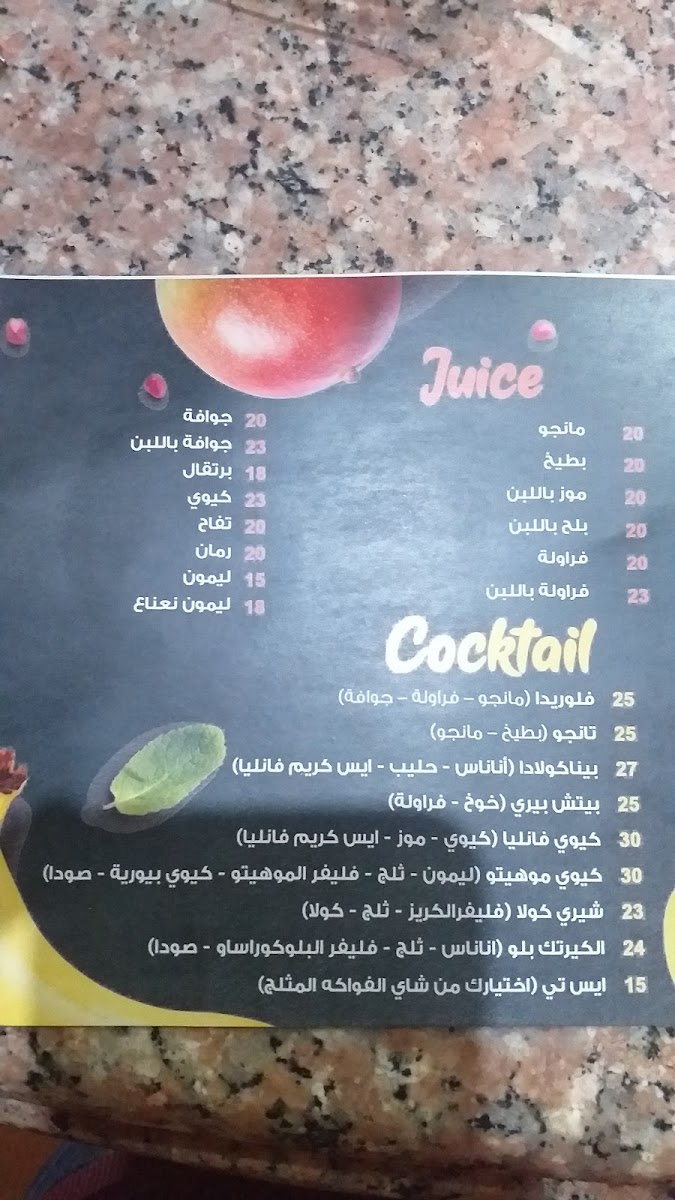 Juice
مانجو 20
بطيخ 20
موز باللبن 20
بلح باللبن 20
فراولة 20
فراولة باللبن 23
جوافة 20
جوافة باللبن 23
برتقال 18
كيوي 23
تفاح 20
رمان 20
ليمون 15
ليمون نعناع 18
Cocktail
25 فلوريدا (مانجو - فراولة - جوافة)
25 تانجو (بطيخ - مانجو)
27 بيناكولادا (أناناس - حليب - ايس كريم فانليا)
25 بيتش بيري (خوخ - فراولة)
30 كيوي فانليا (كيوي - موز - ايس كريم فانليا)
30 كيوي موهيتو (ليمون - ثلج - فليفر الموهيتو - كيوي بيورية - صودا)
23 شيري كولا (فليفرالكريز - ثلج - كولا)
24 الكيرتك بلو (اناناس - ثلج - فليفر البلوكوراساو - صودا)
15 ايس تي (اختيارك من شاي الفواكه المثلج)